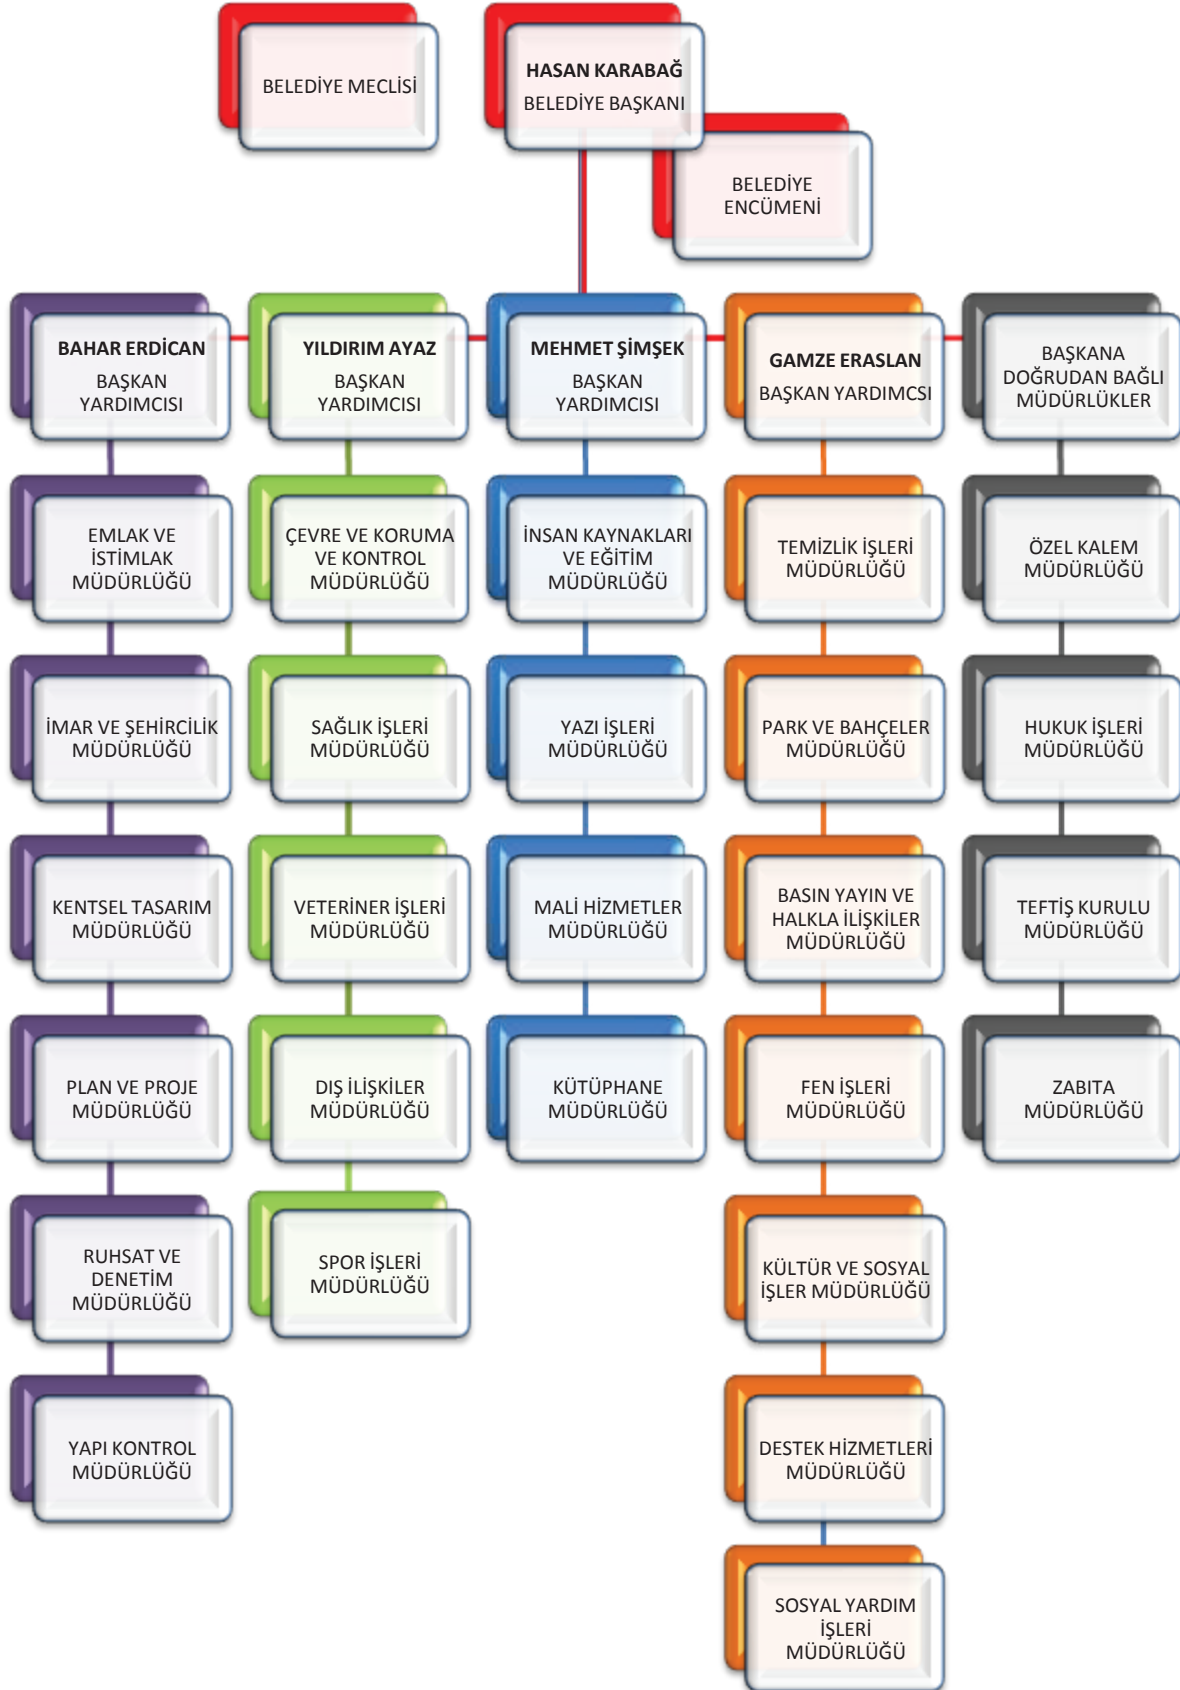 BELEDİYE MECLİSİ
HASAN KARABAĞ
BELEDİYE BAŞKANI
BELEDİYE
ENCÜMENİ
BAHAR ERDİCAN
BAŞKAN
YARDIMCISI
EMLAK VE
İSTİMLAK
MÜDÜRLÜĞÜ
İMAR VE ŞEHİRCİLİK
MÜDÜRLÜĞÜ
KENTSEL TASARIM
MÜDÜRLÜĞÜ
PLAN VE PROJE
MÜDÜRLÜĞÜ
RUHSAT VE
DENETİM
MÜDÜRLÜĞÜ
YAPI KONTROL
MÜDÜRLÜĞÜ
YILDIRIM AYAZ
BAŞKAN
YARDIMCISI
ÇEVRE VE KORUMA
VE KONTROL
MÜDÜRLÜĞÜ
SAĞLIK İŞLERİ
MÜDÜRLÜĞÜ
VETERİNER İŞLERİ
MÜDÜRLÜĞÜ
DIŞ İLİŞKİLER
MÜDÜRLÜĞÜ
SPOR İŞLERİ
MÜDÜRLÜĞÜ
MEHMET ŞİMŞEK
BAŞKAN
YARDIMCISI
İNSAN KAYNAKLARI
VE EĞİTİM
MÜDÜRLÜĞÜ
YAZI İŞLERİ
MÜDÜRLÜĞÜ
MALİ HİZMETLER
MÜDÜRLÜĞÜ
KÜTÜPHANE
MÜDÜRLÜĞÜ
GAMZE ERASLAN
BAŞKAN YARDIMCSI
TEMİZLİK İŞLERİ
MÜDÜRLÜĞÜ
PARK VE BAHÇELER
MÜDÜRLÜĞÜ
BASIN YAYIN VE
HALKLA İLİŞKİLER
MÜDÜRLÜĞÜ
FEN İŞLERİ
MÜDÜRLÜĞÜ
KÜLTÜR VE SOSYAL
İŞLER MÜDÜRLÜĞÜ
DESTEK HİZMETLERİ
MÜDÜRLÜĞÜ
SOSYAL YARDIM
İŞLERİ
MÜDÜRLÜĞÜ
BAŞKANA
DOĞRUDAN BAĞLI
MÜDÜRLÜKLER
ÖZEL KALEM
MÜDÜRLÜĞÜ
HUKUK İŞLERİ
MÜDÜRLÜĞÜ
TEFTİŞ KURULU
MÜDÜRLÜĞÜ
ZABITA
MÜDÜRLÜĞÜ